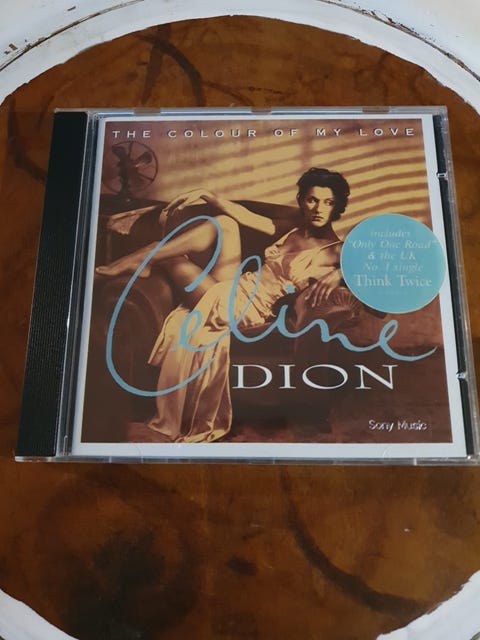 THE COLOUR OF MY LOVE
includes
"Only One Road"
& the UK
No. 1 single
Think Twice
Celine
DION
Sony Music